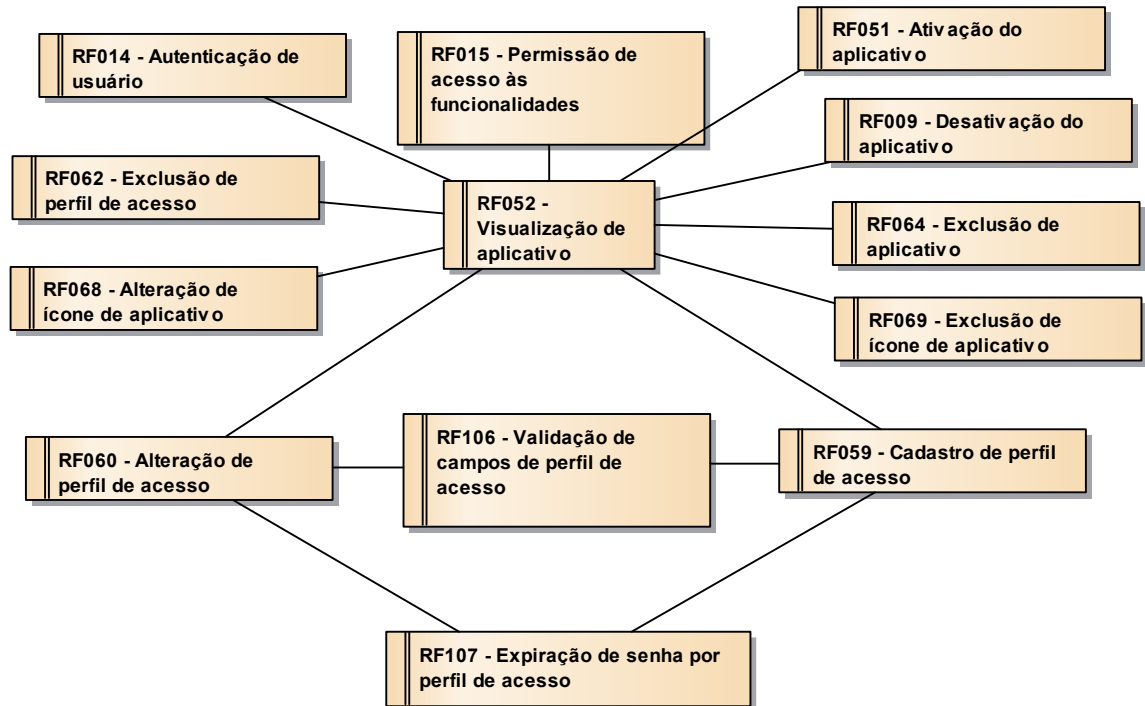 RF014 - Autenticação de
usuário
RF015 - Permissão de
acesso às
funcionalidades
RF051 - Ativação do
aplicativo
RF009 - Desativação do
aplicativo
RF062 - Exclusão de
perfil de acesso
RF052 -
Visualização de
aplicativo
RF064 - Exclusão de
aplicativo
RF068 - Alteração de
ícone de aplicativo
RF069 - Exclusão de
ícone de aplicativo
RF060 - Alteração de
perfil de acesso
RF106 - Validação de
campos de perfil de
acesso
RF059 - Cadastro de perfil
de acesso
RF107 - Expiração de senha por
perfil de acesso